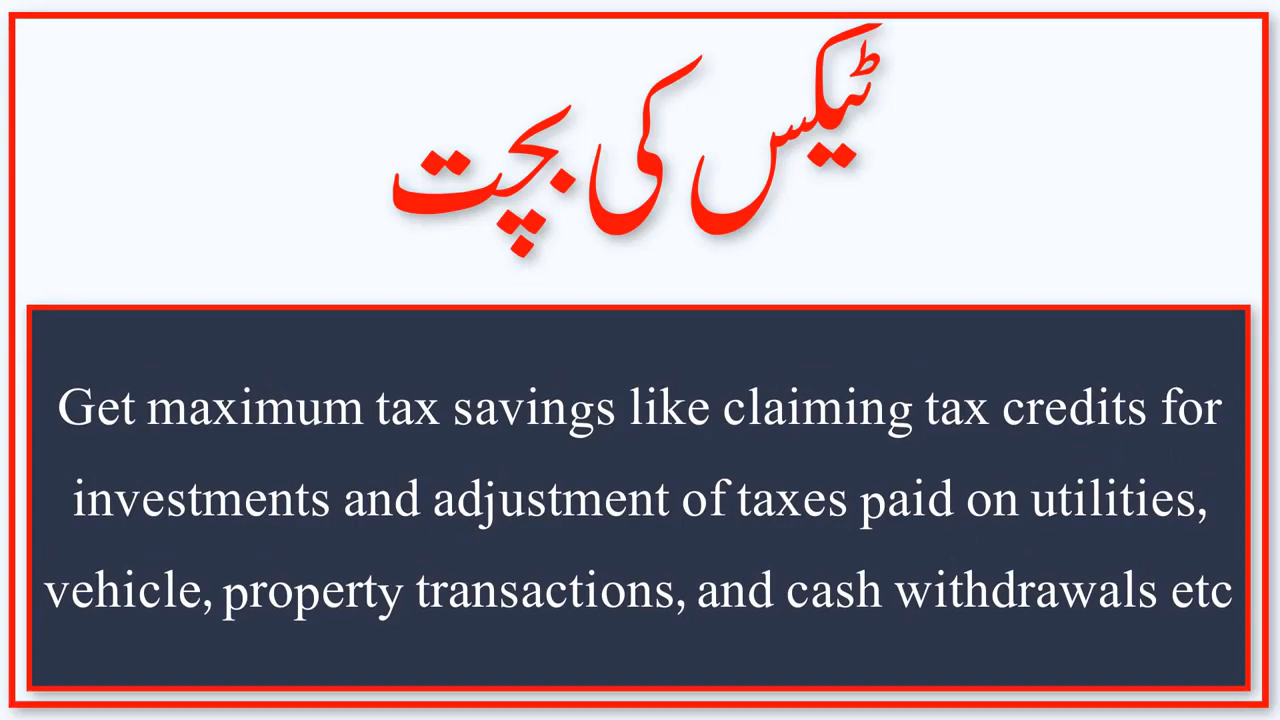 ٹیکس کی بچت
Get maximum tax savings like claiming tax credits for
investments and adjustment of taxes paid on utilities,
vehicle, property transactions, and cash withdrawals etc